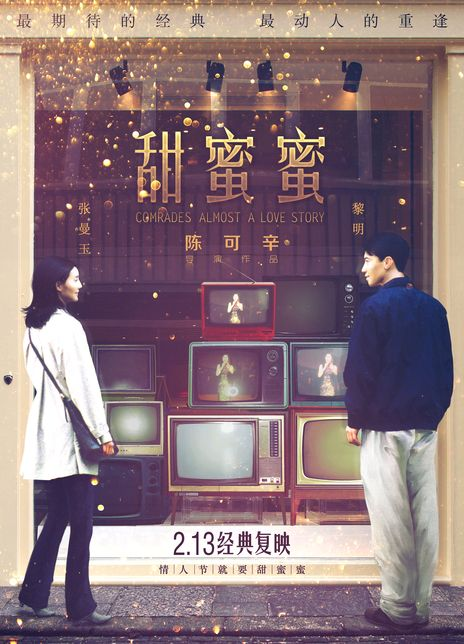 最期待的经典 最动人的重逢
甜蜜蜜
COMRADES, ALMOST A LOVE STORY
张曼玉
黎明
陈可辛
导演作品
2.13经典复映
情人节就要甜蜜蜜